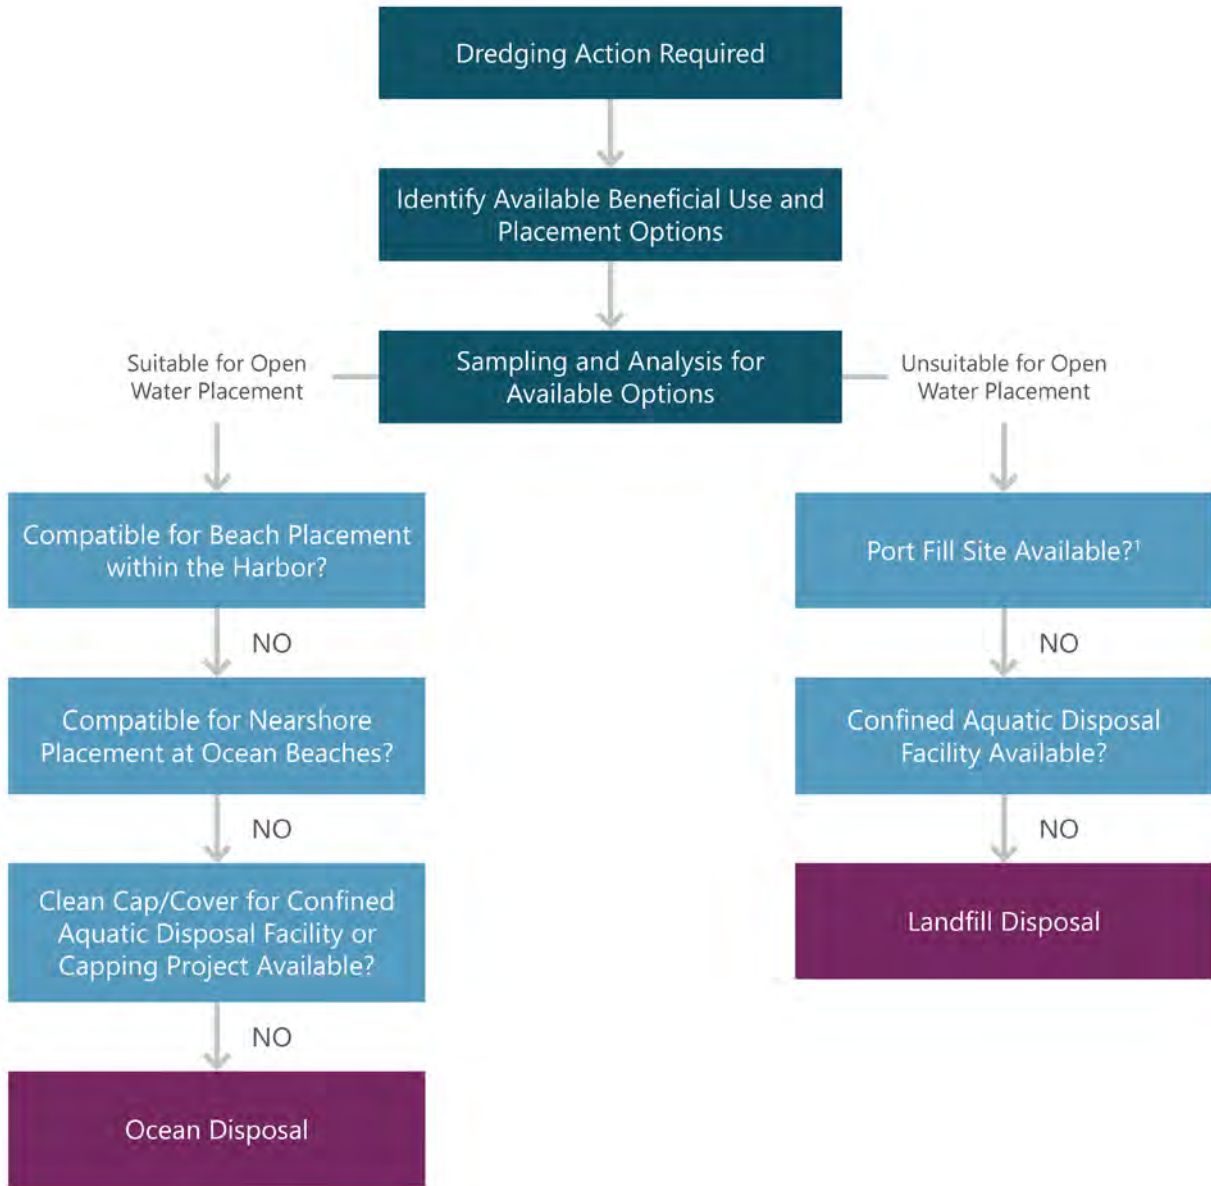 Dredging Action Required
Identify Available Beneficial Use and
Placement Options
Sampling and Analysis for
Available Options
Suitable for Open
Water Placement
Unsuitable for Open
Water Placement
Compatible for Beach Placement
within the Harbor?
NO
Compatible for Nearshore
Placement at Ocean Beaches?
NO
Clean Cap/Cover for Confined
Aquatic Disposal Facility or
Capping Project Available?
NO
Ocean Disposal
Port Fill Site Available?¹
NO
Confined Aquatic Disposal
Facility Available?
NO
Landfill Disposal